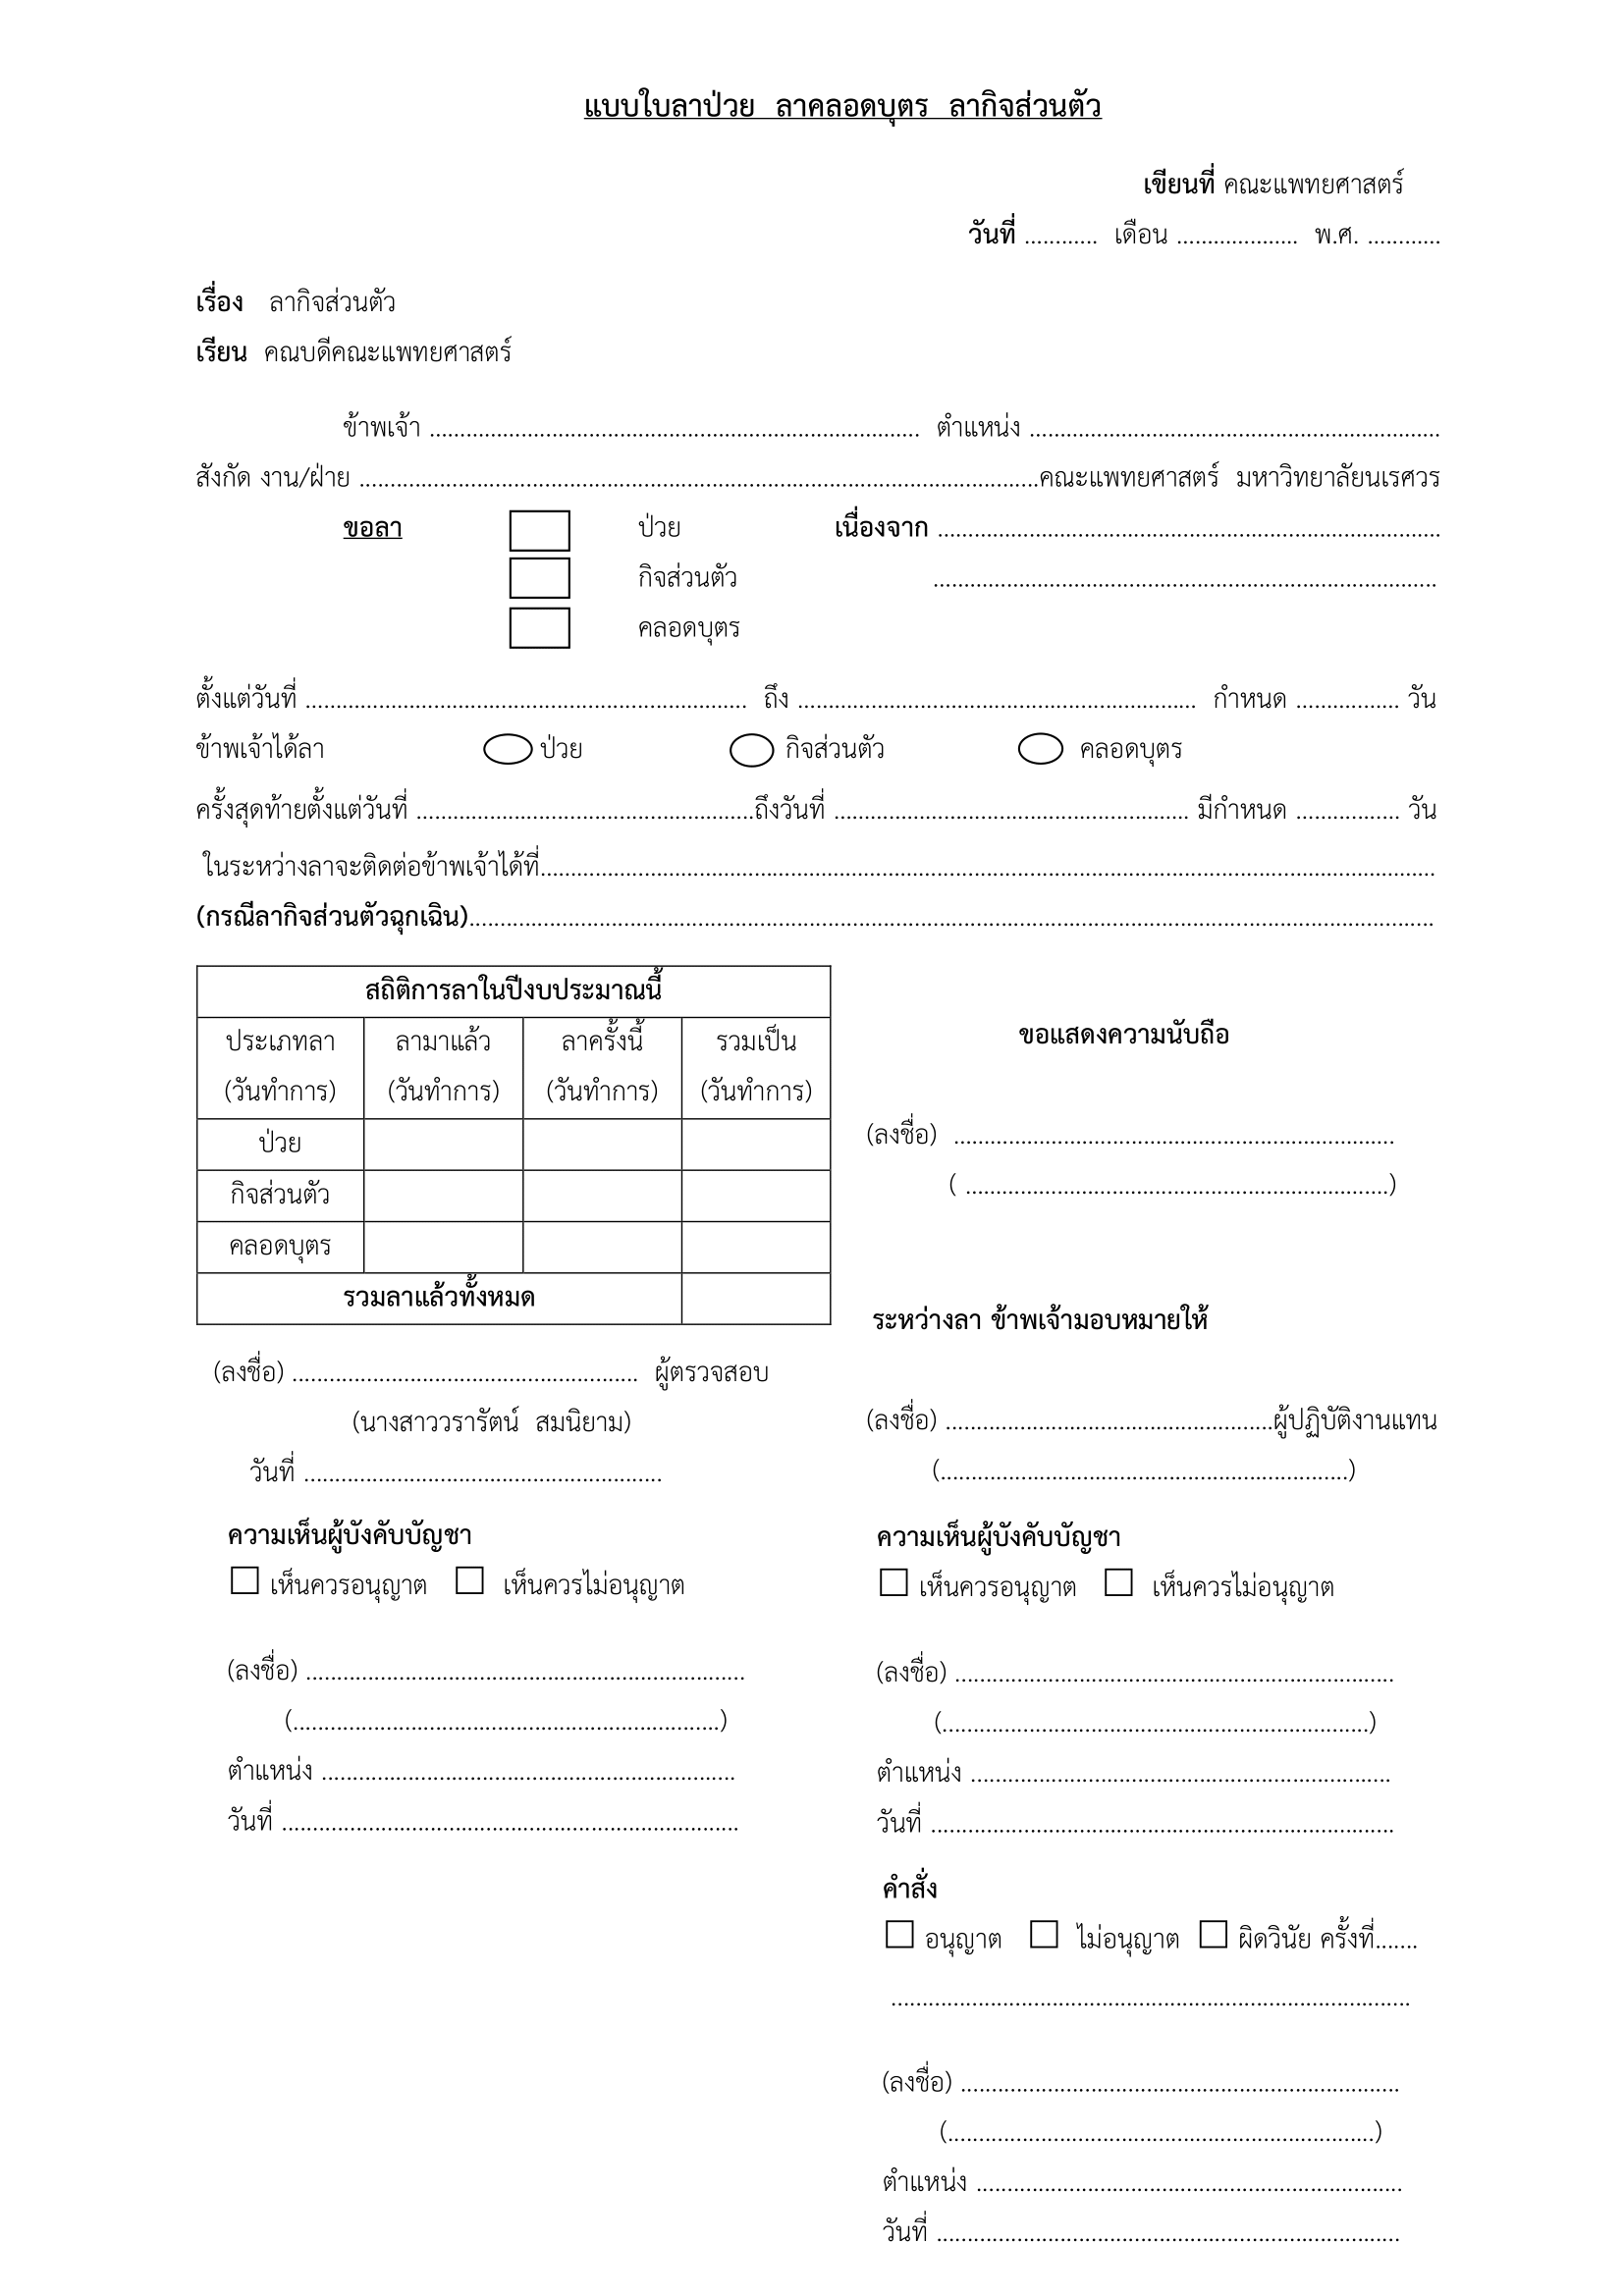 แบบใบลาป่วย ลาคลอดบุตร ลากิจส่วนตัว
เขียนที่ คณะแพทยศาสตร์
วันที่ ............ เดือน .................... พ.ศ. ............
เรื่อง ลากิจส่วนตัว
เรียน คณบดีคณะแพทยศาสตร์
ข้าพเจ้า ................................................................................ ตำแหน่ง ...................................................................
สังกัด งาน/ฝ่าย ...............................................................................................................คณะแพทยศาสตร์ มหาวิทยาลัยนเรศวร
ขอลา ป่วย เนื่องจาก ..................................................................................
กิจส่วนตัว ..................................................................................
คลอดบุตร
ตั้งแต่วันที่ ........................................................................ ถึง ................................................................. กำหนด ................. วัน
ข้าพเจ้าได้ลา ป่วย กิจส่วนตัว คลอดบุตร
ครั้งสุดท้ายตั้งแต่วันที่ .......................................................ถึงวันที่ .......................................................... มีกำหนด ................. วัน
ในระหว่างลาจะติดต่อข้าพเจ้าได้ที่..................................................................................................................................................
(กรณีลากิจส่วนตัวฉุกเฉิน).............................................................................................................................................................
สถิติการลาในปีงบประมาณนี้
ประเภทลา ลามาแล้ว ลาครั้งนี้ รวมเป็น
(วันทำการ) (วันทำการ) (วันทำการ) (วันทำการ)
ป่วย
กิจส่วนตัว
คลอดบุตร
รวมลาแล้วทั้งหมด
(ลงชื่อ) ........................................................ ผู้ตรวจสอบ
(นางสาววรารัตน์ สมนิยาม)
วันที่ ..........................................................
ขอแสดงความนับถือ
(ลงชื่อ) ........................................................................
( .....................................................................)
ระหว่างลา ข้าพเจ้ามอบหมายให้
(ลงชื่อ) .....................................................ผู้ปฏิบัติงานแทน
(..................................................................)
ความเห็นผู้บังคับบัญชา
เห็นควรอนุญาต เห็นควรไม่อนุญาต
(ลงชื่อ) .......................................................................
(.....................................................................)
ตำแหน่ง ...................................................................
วันที่ ..........................................................................
ความเห็นผู้บังคับบัญชา
เห็นควรอนุญาต เห็นควรไม่อนุญาต
(ลงชื่อ) .......................................................................
(.....................................................................)
ตำแหน่ง ....................................................................
วันที่ ...........................................................................
คำสั่ง
อนุญาต ไม่อนุญาต ผิดวินัย ครั้งที่.......
....................................................................................
(ลงชื่อ) .......................................................................
(.....................................................................)
ตำแหน่ง .....................................................................
วันที่ ...........................................................................